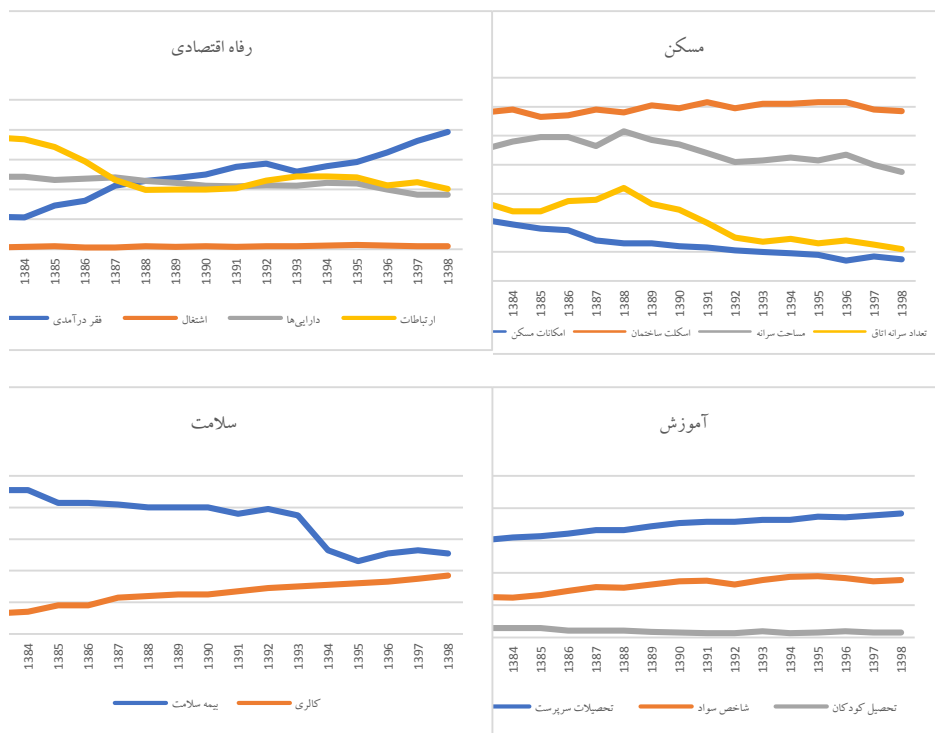 رفاه اقتصادی
1384 1385 1386 1387 1388 1389 1390 1391 1392 1393 1394 1395 1396 1397 1398
فقر درآمدی اشتغال دارایی‌ها ارتباطات
مسکن
1384 1385 1386 1387 1388 1389 1390 1391 1392 1393 1394 1395 1396 1397 1398
امکانات مسکن اسکلت ساختمان مساحت سرانه تعداد سرانه اتاق
سلامت
1384 1385 1386 1387 1388 1389 1390 1391 1392 1393 1394 1395 1396 1397 1398
بیمه سلامت کالری
آموزش
1384 1385 1386 1387 1388 1389 1390 1391 1392 1393 1394 1395 1396 1397 1398
تحصیلات سرپرست شاخص سواد تحصیل کودکان